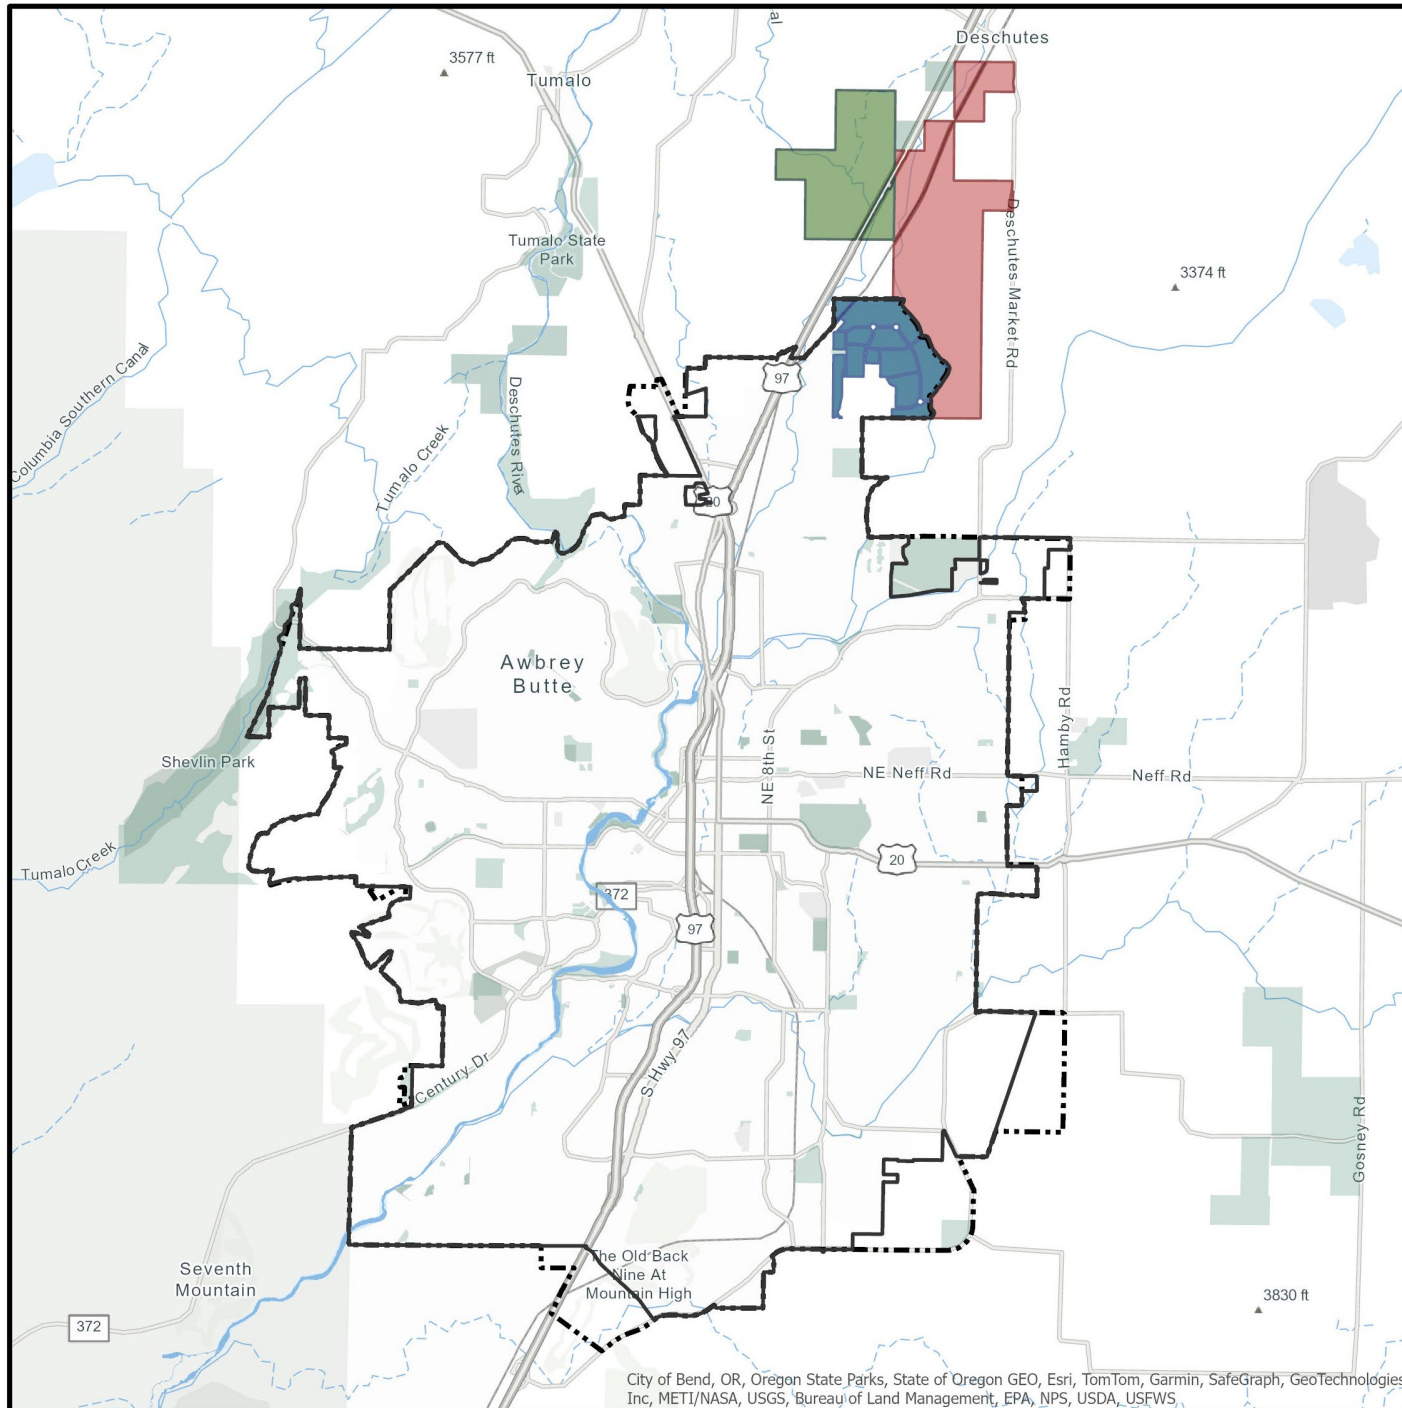 al
Deschutes
3577 ft
Tumalo
Tumalo State
Park
Deschutes Market Rd
3374 ft
97
Columbia Southern Canal
Deschutes River
Tumalo Creek
20
Awbrey
Butte
Hamby Rd
Shevlin Park
NE 8th St
NE Neff Rd
Neff Rd
Tumalo Creek
20
372
97
S Hwy 97
Century Dr
Gosney Rd
The Old Back
Nine At
Mountain High
Seventh
Mountain
3830 ft
372
City of Bend, OR, Oregon State Parks, State of Oregon GEO, Esri, TomTom, Garmin, SafeGraph, GeoTechnologies
Inc, METI/NASA, USGS, Bureau of Land Management, EPA, NPS, USDA, USFWS